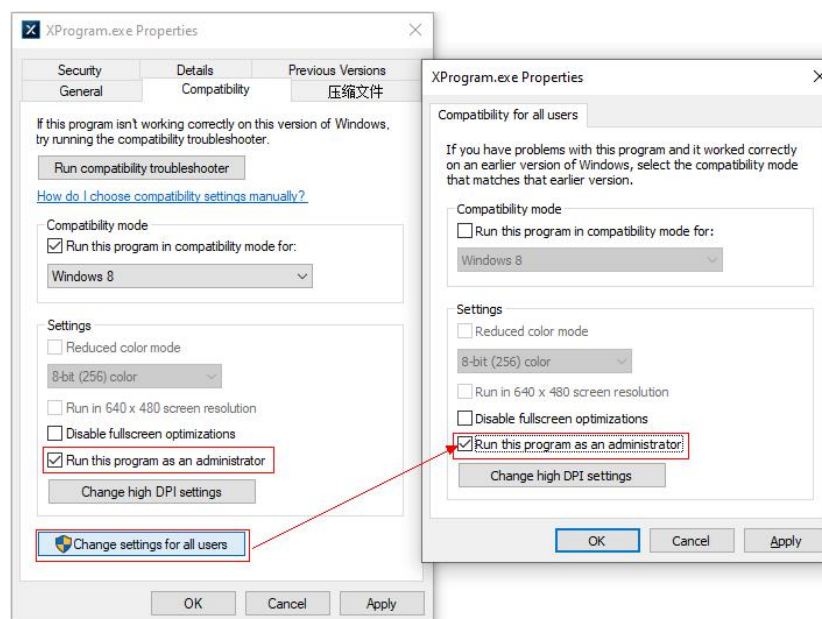 XProgram.exe Properties
Security Details Previous Versions
General Compatibility 压缩文件
If this program isn't working correctly on this version of Windows,
try running the compatibility troubleshooter.
Run compatibility troubleshooter
How do I choose compatibility settings manually?
Compatibility mode
Run this program in compatibility mode for:
Windows 8
Settings
Reduced color mode
8-bit (256) color
Run in 640 x 480 screen resolution
Disable fullscreen optimizations
Run this program as an administrator
Change high DPI settings
Change settings for all users
OK Cancel Apply
XProgram.exe Properties
Compatibility for all users
If you have problems with this program and it worked correctly
on an earlier version of Windows, select the compatibility mode
that matches that earlier version.
Compatibility mode
Run this program in compatibility mode for:
Windows 8
Settings
Reduced color mode
8-bit (256) color
Run in 640 x 480 screen resolution
Disable fullscreen optimizations
Run this program as an administrator
Change high DPI settings
OK Cancel Apply